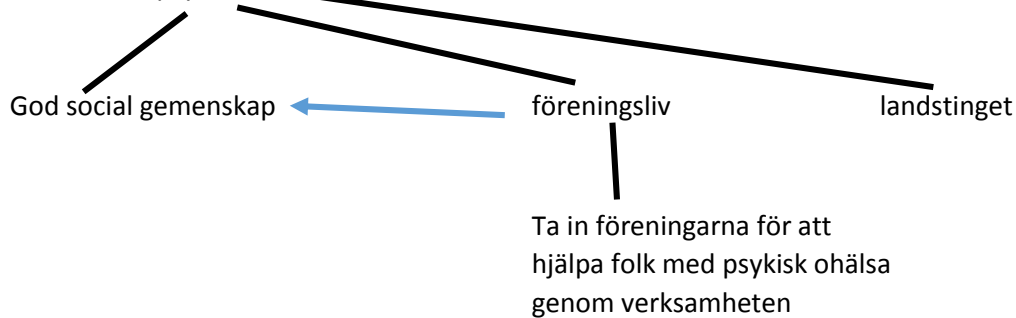 God social gemenskap
föreningsliv
landstinget
Ta in föreningarna för att
hjälpa folk med psykisk ohälsa
genom verksamheten